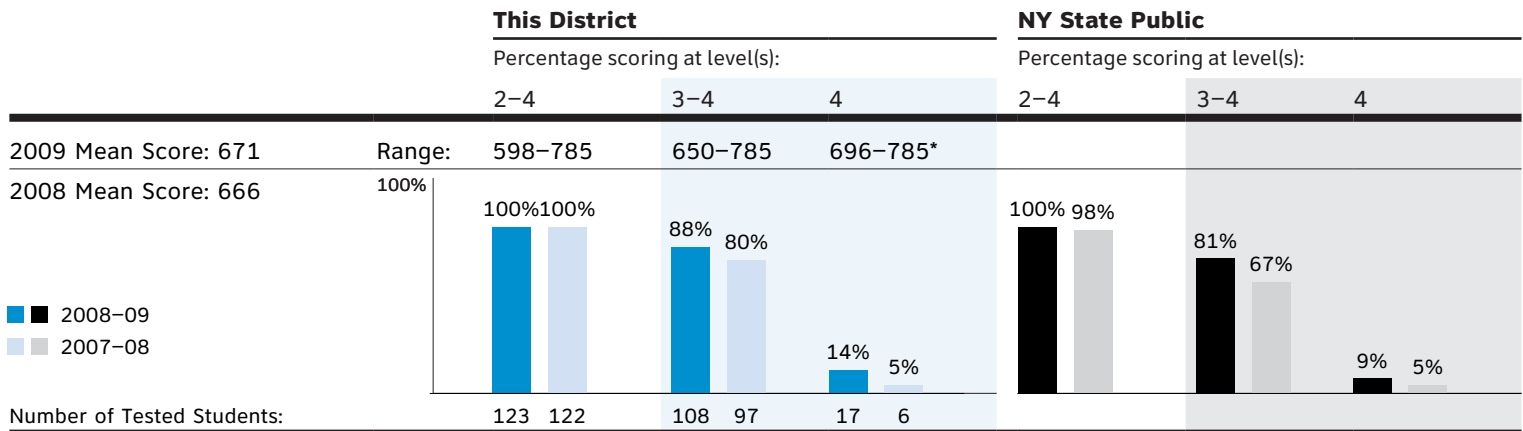 This District NY State Public
Percentage scoring at level(s): Percentage scoring at level(s):
2–4 3–4 4 2–4 3–4 4
2009 Mean Score: 671 Range: 598–785 650–785 696–785*
2008 Mean Score: 666 100%
100% 100% 88% 80% 14% 5% 100% 98% 81% 67% 9% 5%
2008–09
2007–08
Number of Tested Students: 123 122 108 97 17 6